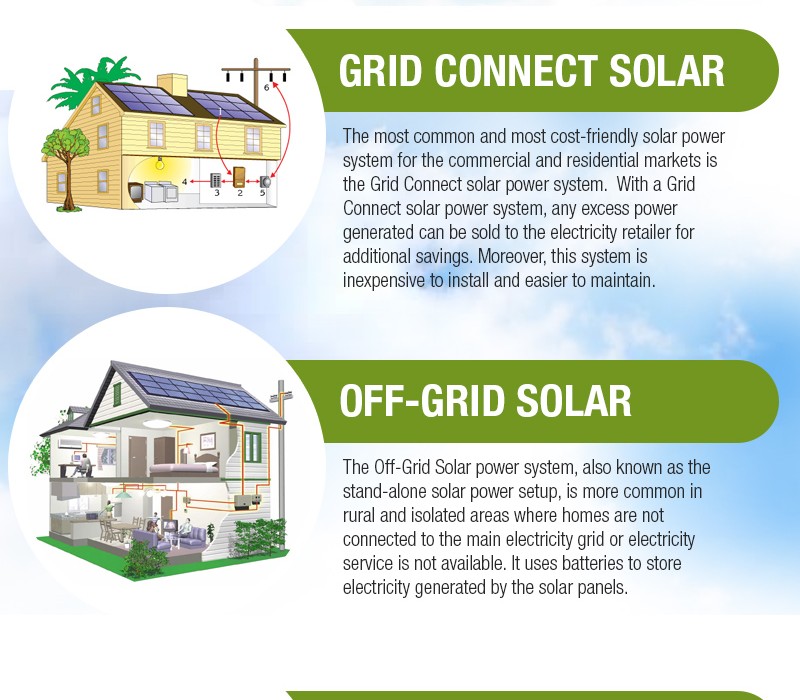 GRID CONNECT SOLAR
The most common and most cost-friendly solar power
system for the commercial and residential markets is
the Grid Connect solar power system.  With a Grid
Connect solar power system, any excess power
generated can be sold to the electricity retailer for
additional savings. Moreover, this system is
inexpensive to install and easier to maintain.
6
1
4
3
2
5
OFF-GRID SOLAR
The Off-Grid Solar power system, also known as the
stand-alone solar power setup, is more common in
rural and isolated areas where homes are not
connected to the main electricity grid or electricity
service is not available. It uses batteries to store
electricity generated by the solar panels.